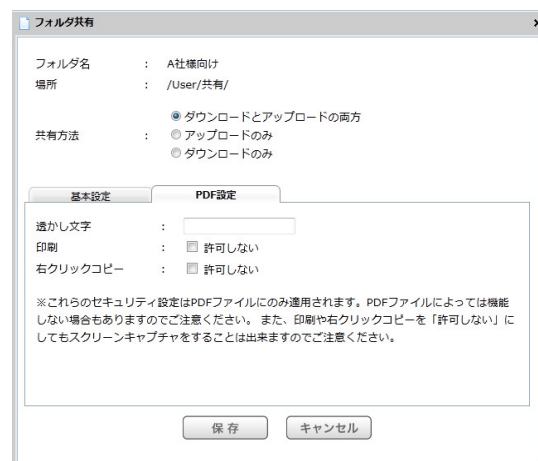 フォルダ共有
フォルダ名 : A社様向け
場所 : /User/共有/
共有方法 : ダウンロードとアップロードの両方
アップロードのみ
ダウンロードのみ
基本設定 PDF設定
透かし文字 :
印刷 : 許可しない
右クリックコピー : 許可しない
※これらのセキュリティ設定はPDFファイルにのみ適用されます。PDFファイルによっては機能
しない場合もありますのでご注意ください。 また、印刷や右クリックコピーを「許可しない」に
してもスクリーンキャプチャをすることは出来ますのでご注意ください。
保存 キャンセル